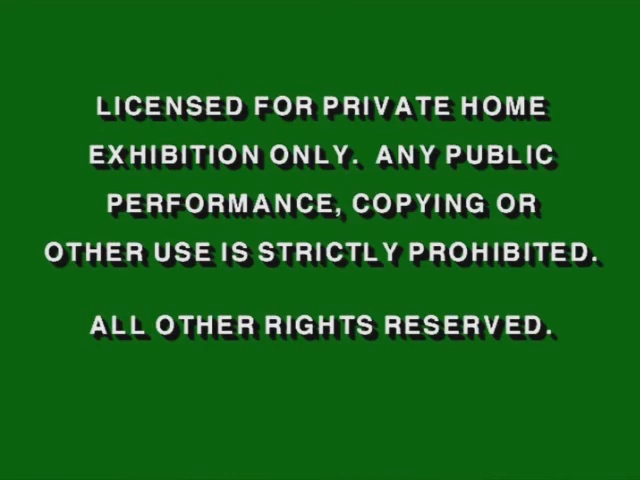 LICENSED FOR PRIVATE HOME
EXHIBITION ONLY. ANY PUBLIC
PERFORMANCE, COPYING OR
OTHER USE IS STRICTLY PROHIBITED.
ALL OTHER RIGHTS RESERVED.